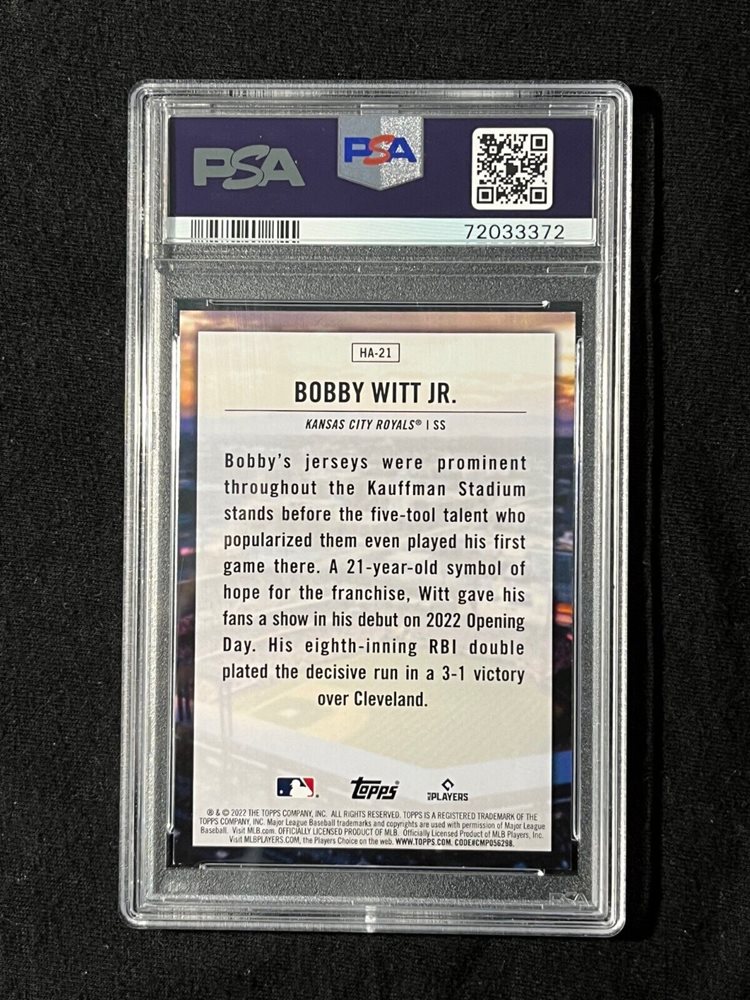 PSA
PSA
72033372
HA-21
BOBBY WITT JR.
KANSAS CITY ROYALS® | SS
Bobby's jerseys were prominent
throughout the Kauffman Stadium
stands before the five-tool talent who
popularized them even played his first
game there. A 21-year-old symbol of
hope for the franchise, Witt gave his
fans a show in his debut on 2022 Opening
Day. His eighth-inning RBI double
plated the decisive run in a 3-1 victory
over Cleveland.
Topps®
PLAYERS
® & © 2022 THE TOPPS COMPANY, INC. ALL RIGHTS RESERVED. TOPPS IS A REGISTERED TRADEMARK OF THE
TOPPS COMPANY, INC. Major League Baseball trademarks and copyrights are used with permission of Major League
Baseball. Visit MLB.com. OFFICIALLY LICENSED PRODUCT OF MLB. Officially Licensed Product of MLB Players, Inc.
Visit MLBPLAYERS.COM, the Players Choice on the web. WWW.TOPPS.COM. CODE#CMP056298.
PSA